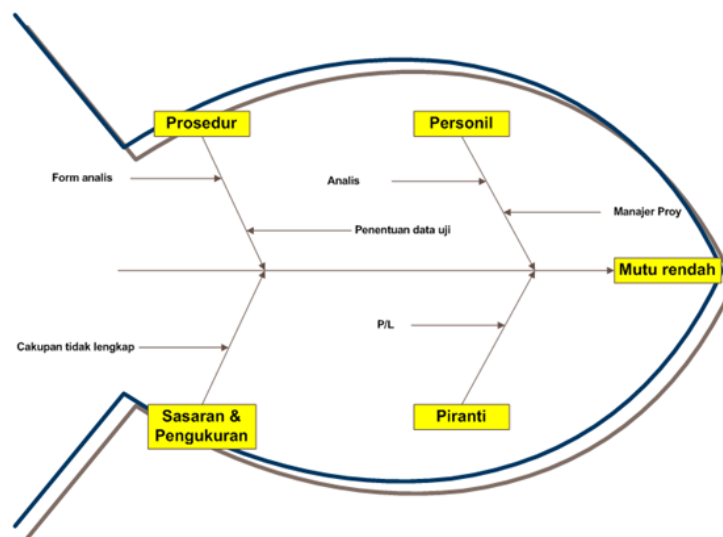 Prosedur
Personil
Form analis
Analis
Manajer Proy
Penentuan data uji
Mutu rendah
P/L
Cakupan tidak lengkap
Sasaran &
Pengukuran
Piranti